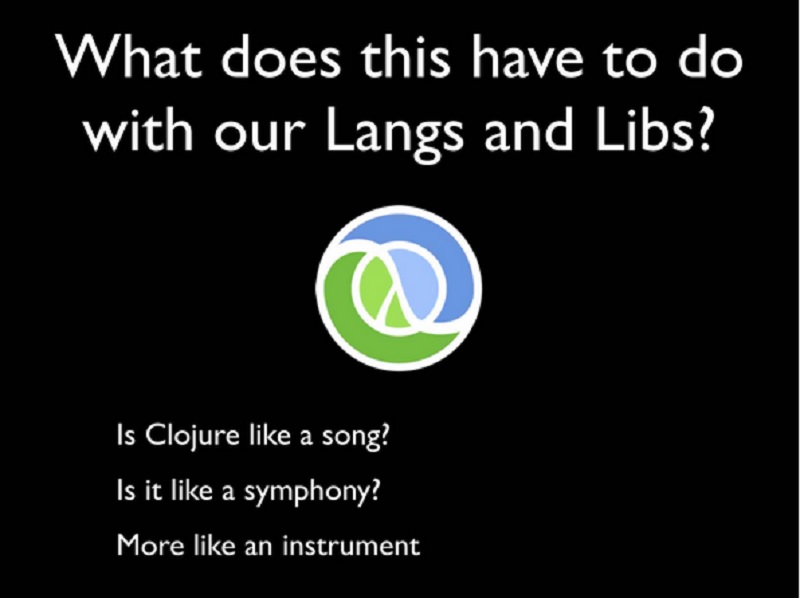 What does this have to do
with our Langs and Libs?
Is Clojure like a song?
Is it like a symphony?
More like an instrument